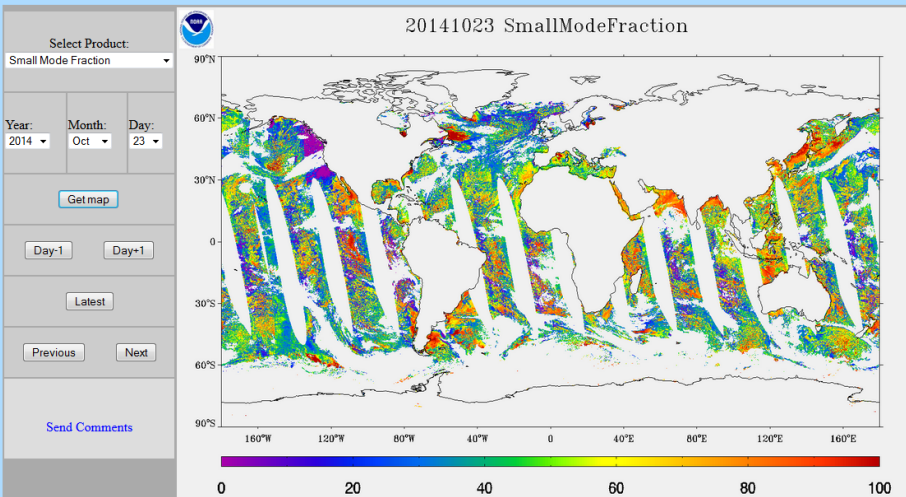 Select Product:
Small Mode Fraction
Year: Month: Day:
2014 Oct 23
Get map
Day-1 Day+1
Latest
Previous Next
Send Comments
NOAA
20141023 SmallModeFraction
90°N
60°N
30°N
0
30°S
60°S
90°S
160°W 120°W 80°W 40°W 0 40°E 80°E 120°E 160°E
0 20 40 60 80 100